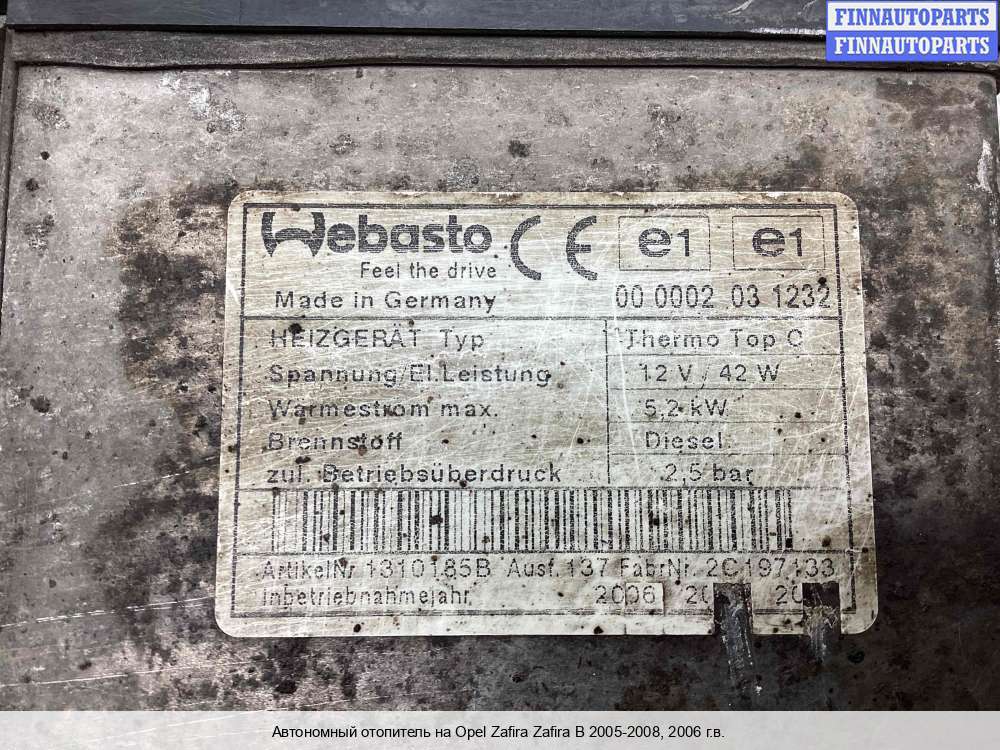 FINNAUTOPARTS
FINNAUTOPARTS
Webasto CE e1 e1
Feel the drive
Made in Germany 00 0002 03 1232
HEIZGERÄT Typ Thermo Top C
Spannung/El.Leistung 12 V / 42 W
Wärmestrom max. 5,2 kW
Brennstoff Diesel
zul. Betriebsüberdruck 2,5 bar
ArtikelNr. 1310185B Ausf. 137 FabrNr. 2C197133
Inbetriebnahmejahr 2006
Автономный отопитель на Opel Zafira Zafira B 2005-2008, 2006 г.в.